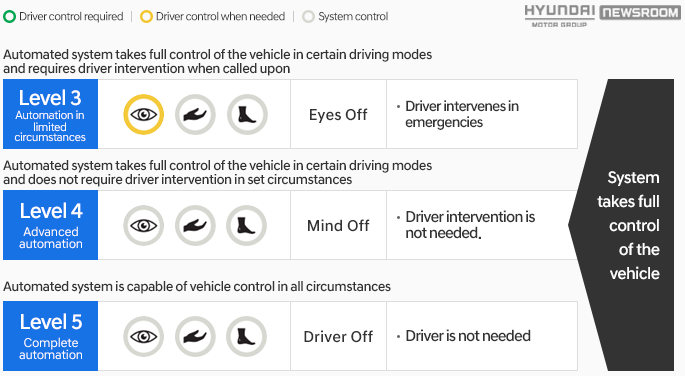 Driver control required
Driver control when needed
System control
HYUNDAI
MOTOR GROUP
NEWSROOM
Automated system takes full control of the vehicle in certain driving modes
and requires driver intervention when called upon
Level 3
Automation in
limited
circumstances
Eyes Off
· Driver intervenes in
emergencies
Automated system takes full control of the vehicle in certain driving modes
and does not require driver intervention in set circumstances
Level 4
Advanced
automation
Mind Off
· Driver intervention is
not needed.
Automated system is capable of vehicle control in all circumstances
Level 5
Complete
automation
Driver Off
· Driver is not needed
System
takes full
control
of the
vehicle